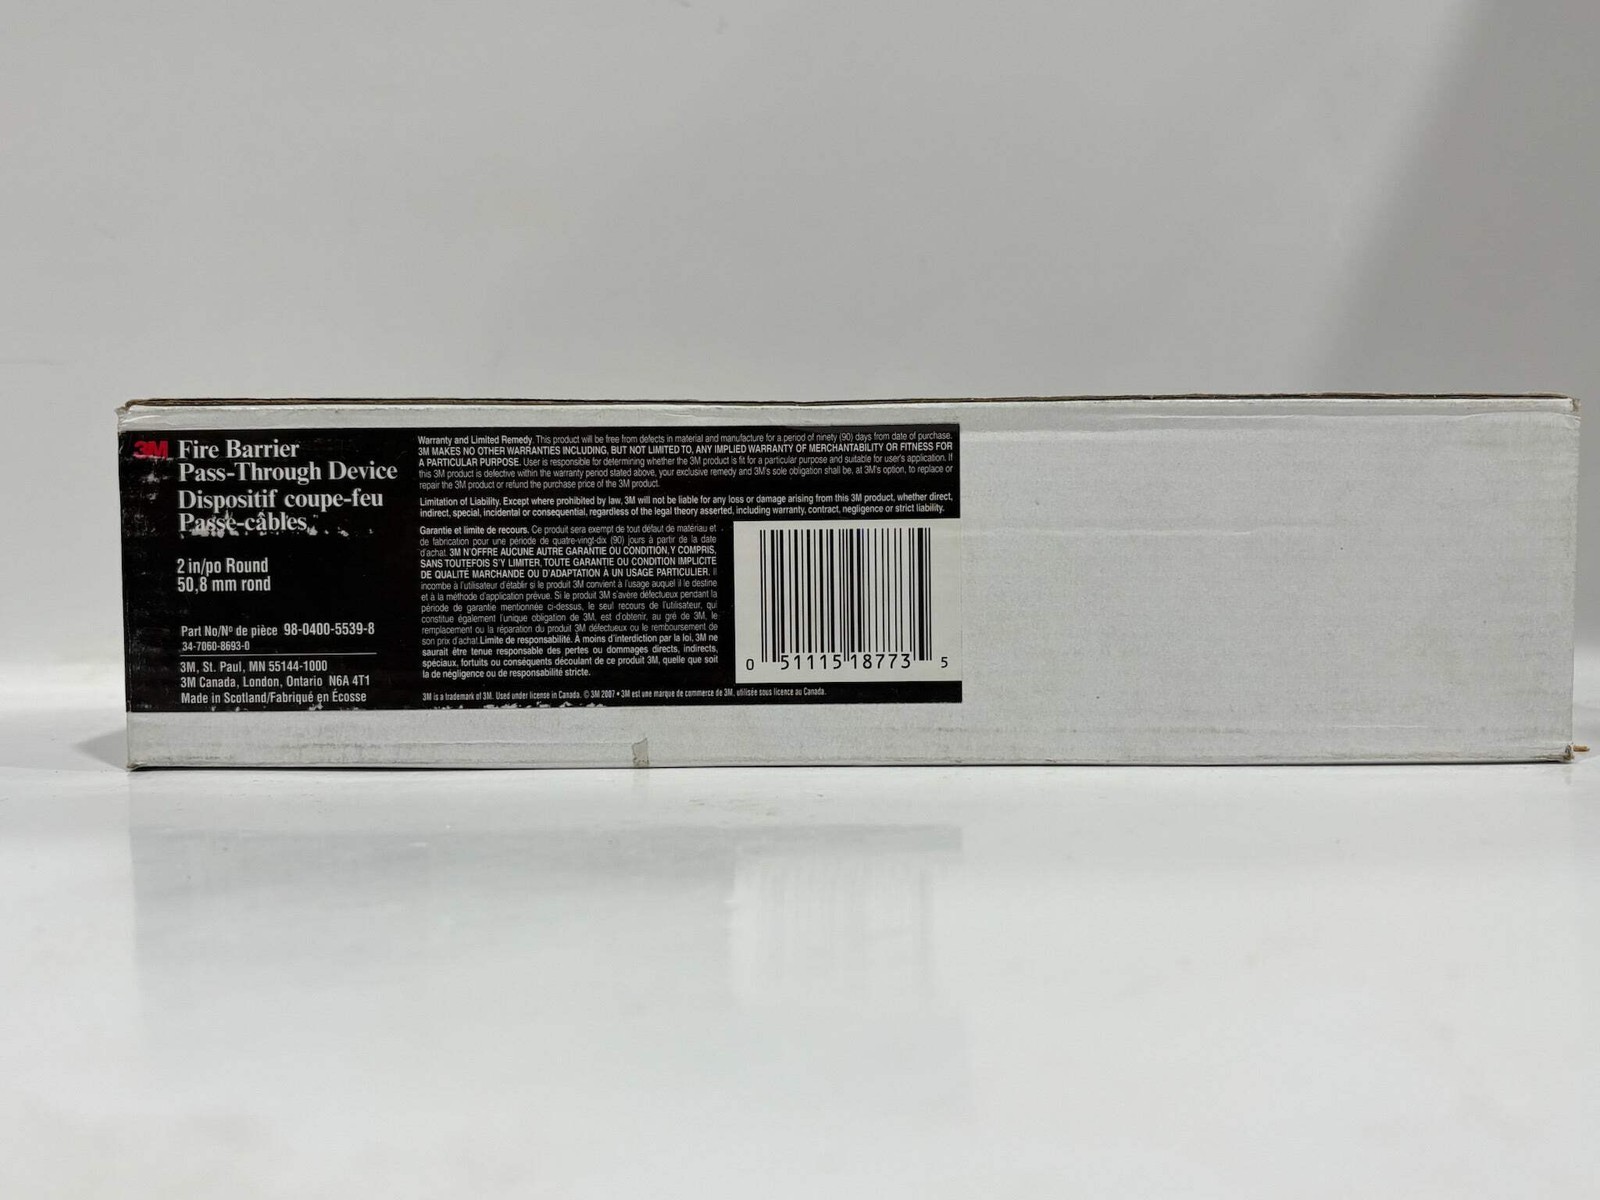 3M Fire Barrier
Pass-Through Device
Dispositif coupe-feu
Passe-câbles
2 in/po Round
50,8 mm rond
Part No/Nº de pièce 98-0400-5539-8
34-7060-8693-0
3M, St. Paul, MN 55144-1000
3M Canada, London, Ontario N6A 4T1
Made in Scotland/Fabriqué en Écosse
Warranty and Limited Remedy. This product will be free from defects in material and manufacture for a period of ninety (90) days from date of purchase.
3M MAKES NO OTHER WARRANTIES INCLUDING, BUT NOT LIMITED TO, ANY IMPLIED WARRANTY OF MERCHANTABILITY OR FITNESS FOR
A PARTICULAR PURPOSE. User is responsible for determining whether the 3M product is fit for a particular purpose and suitable for user's application. If
this 3M product is defective within the warranty period stated above, your exclusive remedy and 3M's sole obligation shall be, at 3M's option, to replace or
repair the 3M product or refund the purchase price of the 3M product.
Limitation of Liability. Except where prohibited by law, 3M will not be liable for any loss or damage arising from this 3M product, whether direct,
indirect, special, incidental or consequential, regardless of the legal theory asserted, including warranty, contract, negligence or strict liability.
Garantie et limite de recours. Ce produit sera exempt de tout défaut de matériau et
de fabrication pour une période de quatre-vingt-dix (90) jours à partir de la date
d'achat. 3M N'OFFRE AUCUNE AUTRE GARANTIE OU CONDITION, Y COMPRIS,
SANS TOUTEFOIS S'Y LIMITER, TOUTE GARANTIE OU CONDITION IMPLICITE
DE QUALITÉ MARCHANDE OU D'ADAPTATION À UN USAGE PARTICULIER. Il
incombe à l'utilisateur d'établir si le produit 3M convient à l'usage auquel il le destine
et à la méthode d'application prévue. Si le produit 3M s'avère défectueux pendant la
période de garantie mentionnée ci-dessus, le seul recours de l'utilisateur, qui
constitue également l'unique obligation de 3M, est d'obtenir, au gré de 3M, le
remplacement ou la réparation du produit 3M défectueux ou le remboursement de
son prix d'achat. Limite de responsabilité. À moins d'interdiction par la loi, 3M ne
saurait être tenue responsable des pertes ou dommages directs, indirects,
spéciaux, fortuits ou conséquents découlant de ce produit 3M, quelle que soit
la de négligence ou de responsabilité stricte.
0 51115 18773 5
3M is a trademark of 3M. Used under license in Canada. © 3M 2007 • 3M est une marque de commerce de 3M, utilisée sous licence au Canada.